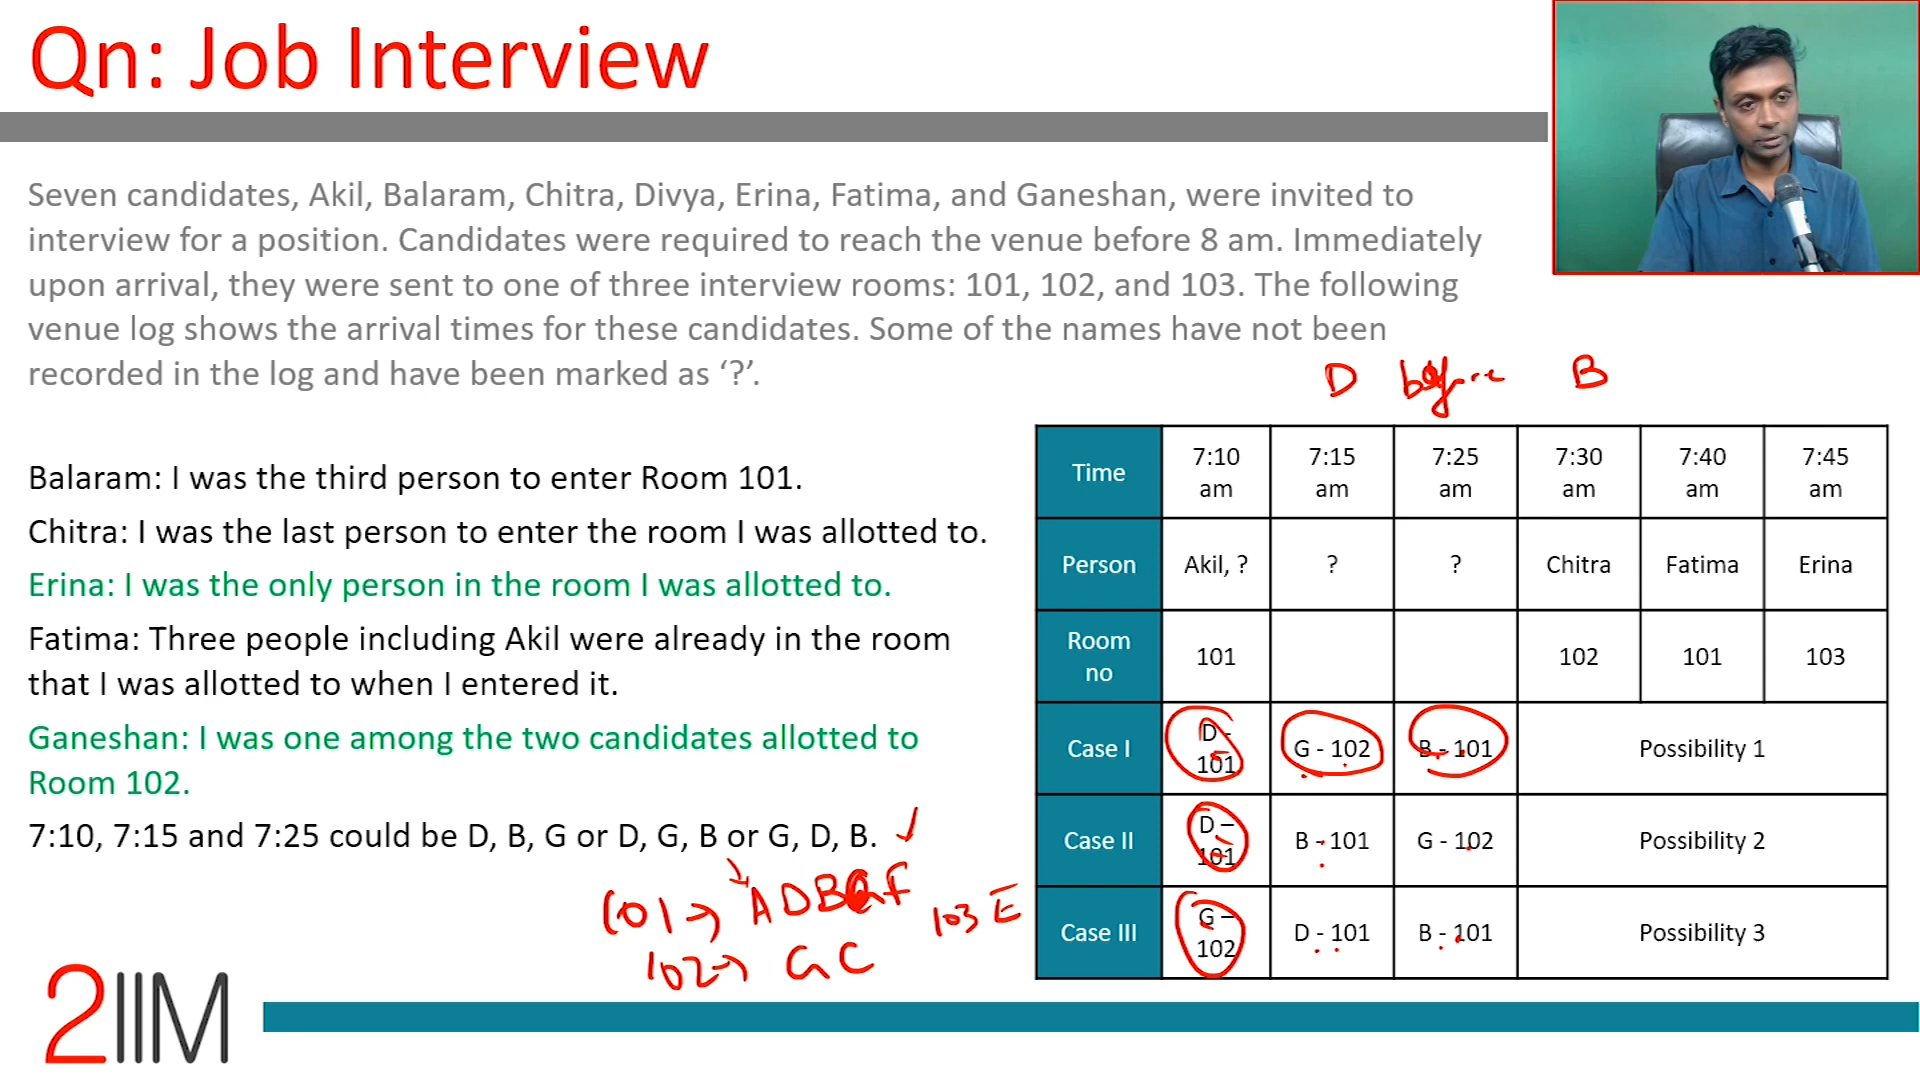 Qn: Job Interview
Seven candidates, Akil, Balaram, Chitra, Divya, Erina, Fatima, and Ganeshan, were invited to
interview for a position. Candidates were required to reach the venue before 8 am. Immediately
upon arrival, they were sent to one of three interview rooms: 101, 102, and 103. The following
venue log shows the arrival times for these candidates. Some of the names have not been
recorded in the log and have been marked as ‘?’.
D before B
Balaram: I was the third person to enter Room 101.
Chitra: I was the last person to enter the room I was allotted to.
Erina: I was the only person in the room I was allotted to.
Fatima: Three people including Akil were already in the room
that I was allotted to when I entered it.
Ganeshan: I was one among the two candidates allotted to
Room 102.
7:10, 7:15 and 7:25 could be D, B, G or D, G, B or G, D, B.
101 → A D B F
103 E
102 → G C
Time 7:10 am 7:15 am 7:25 am 7:30 am 7:40 am 7:45 am
Person Akil, ? ? ? Chitra Fatima Erina
Room no 101 102 101 103
Case I D - 101 G - 102 B - 101 Possibility 1
Case II D – 101 B - 101 G - 102 Possibility 2
Case III G – 102 D - 101 B - 101 Possibility 3
2IIM